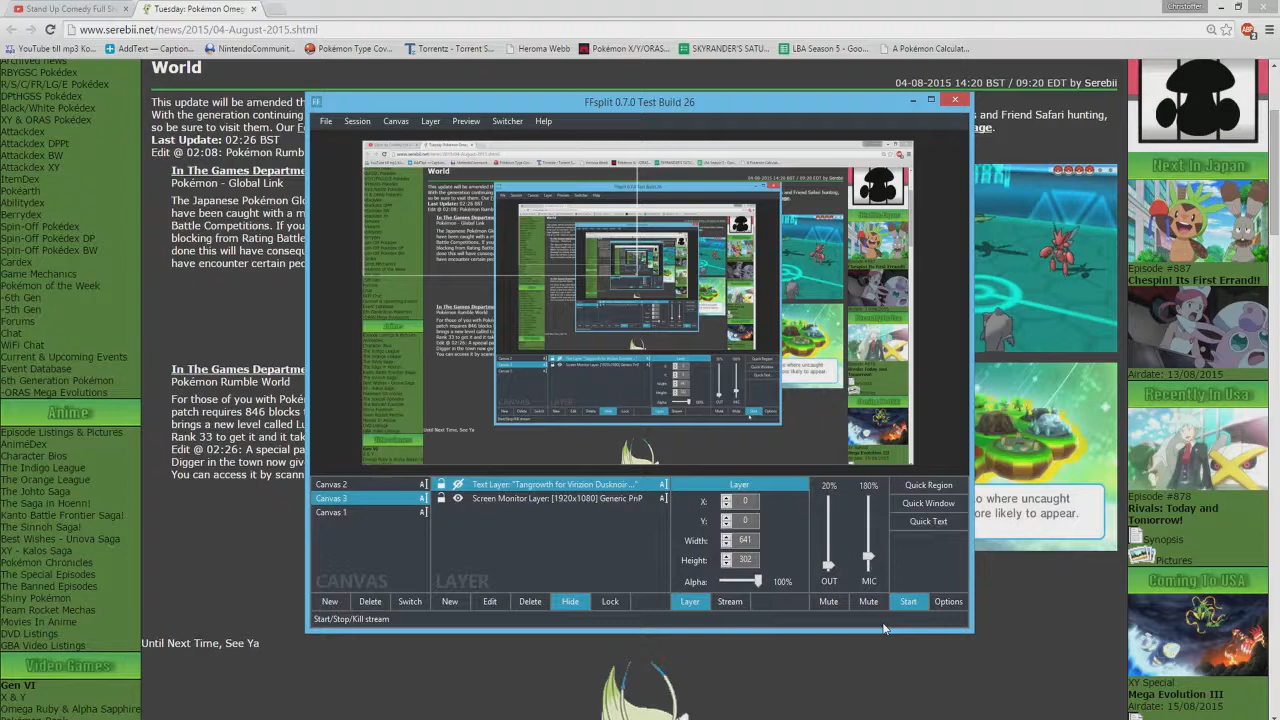 Stand Up Comedy Full Sh
Tuesday: Pokémon Ome
Christoffer
www.serebii.net/news/2015/04-August-2015.shtml
YouTube till mp3 Ko...
AddText — Caption...
NintendoCommunit...
Pokémon Type Cov...
Torrentz - Torrent S...
Heroma Webb
Pokémon X/Y/ORAS...
SKYRANDER'S SATU...
LBA Season 5 - Goo...
A Pokémon Calculat...
Archived News
RBYGSC Pokédex
R/S/C/FR/LG/E Pokédex
DPtHGSS Pokédex
Black/White Pokédex
XY & ORAS Pokédex
Attackdex
Attackdex DPPt
Attackdex BW
Attackdex XY
ItemDex
Pokéarth
Abilitydex
Berrydex
Spin-Off Pokédex
Spin-Off Pokédex DP
Spin-Off Pokédex BW
Cardex
Game Mechanics
Pokémon of the Week
-6th Gen
-5th Gen
Forums
Chat
WiFi Chat
Current & Upcoming Events
Event Database
6th Generation Pokémon
-ORAS Mega Evolutions
Anime
Episode Listings & Pictures
AnimeDex
Character Bios
The Indigo League
The Orange League
The Johto Saga
The Saga in Hoenn!
Kanto Battle Frontier Saga!
The Sinnoh Saga!
Best Wishes - Unova Saga
XY - Kalos Saga
Pokémon Chronicles
The Special Episodes
The Banned Episodes
Shiny Pokémon
Team Rocket Mechas
Movies In Anime
DVD Listings
GBA Video Listings
Video Games
Gen VI
X & Y
Omega Ruby & Alpha Sapphire
World
04-08-2015 14:20 BST / 09:20 EDT by Serebii
This update will be amended th
With the generation continuing
and Friend Safari hunting,
so be sure to visit them. Our F
age.
Last Update: 02:26 BST
Edit @ 02:08: Pokémon Rumb
In The Games Departme
Pokémon - Global Link
The Japanese Pokémon Glo
have been caught with a m
Battle Competitions. If you
blocking from Rating Battle
done this will have consequ
have encounter certain pec
In The Games Departme
Pokémon Rumble World
For those of you with Poké
patch requires 846 blocks t
brings a new level called Lu
Rank 33 to get it and it tak
Edit @ 02:26: A special pa
Digger in the town now give
You can access it by scann
Until Next Time, See Ya
FFsplit 0.7.0 Test Build 26
File Session Canvas Layer Preview Switcher Help
Canvas 2
Canvas 3
Canvas 1
CANVAS
Text Layer: "Tangrowth for Virizion Dusknoir ..."
Screen Monitor Layer: [1920x1080] Generic PnP
LAYER
Layer
X: 0
Y: 0
Width: 641
Height: 302
Alpha: 100%
20% 180%
OUT MIC
Quick Region
Quick Window
Quick Text
New Delete Switch New Edit Delete Hide Lock Layer Stream Mute Mute Start Options
Start/Stop/Kill stream
o where uncaught
ore likely to appear.
Next In Japan
Episode #887
Chespin! Its First Errand!!
Airdate: 13/08/2015
Recently In Usa
Episode #878
Rivals: Today and
Tomorrow!
Synopsis
Pictures
Coming To USA
XY Special
Mega Evolution III
Airdate: 15/08/2015